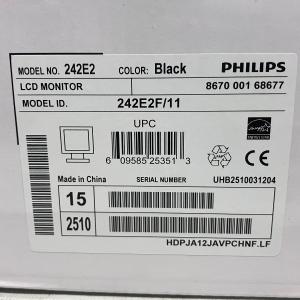 MODEL NO. 242E2 COLOR: Black PHILIPS
LCD MONITOR 8670 001 68677
MODEL ID. 242E2F/11
UPC
6 09585 25351 3
Made in China SERIAL NUMBER UHB2510031204
15
2510
HDPJA12JAVPCHNF.LF